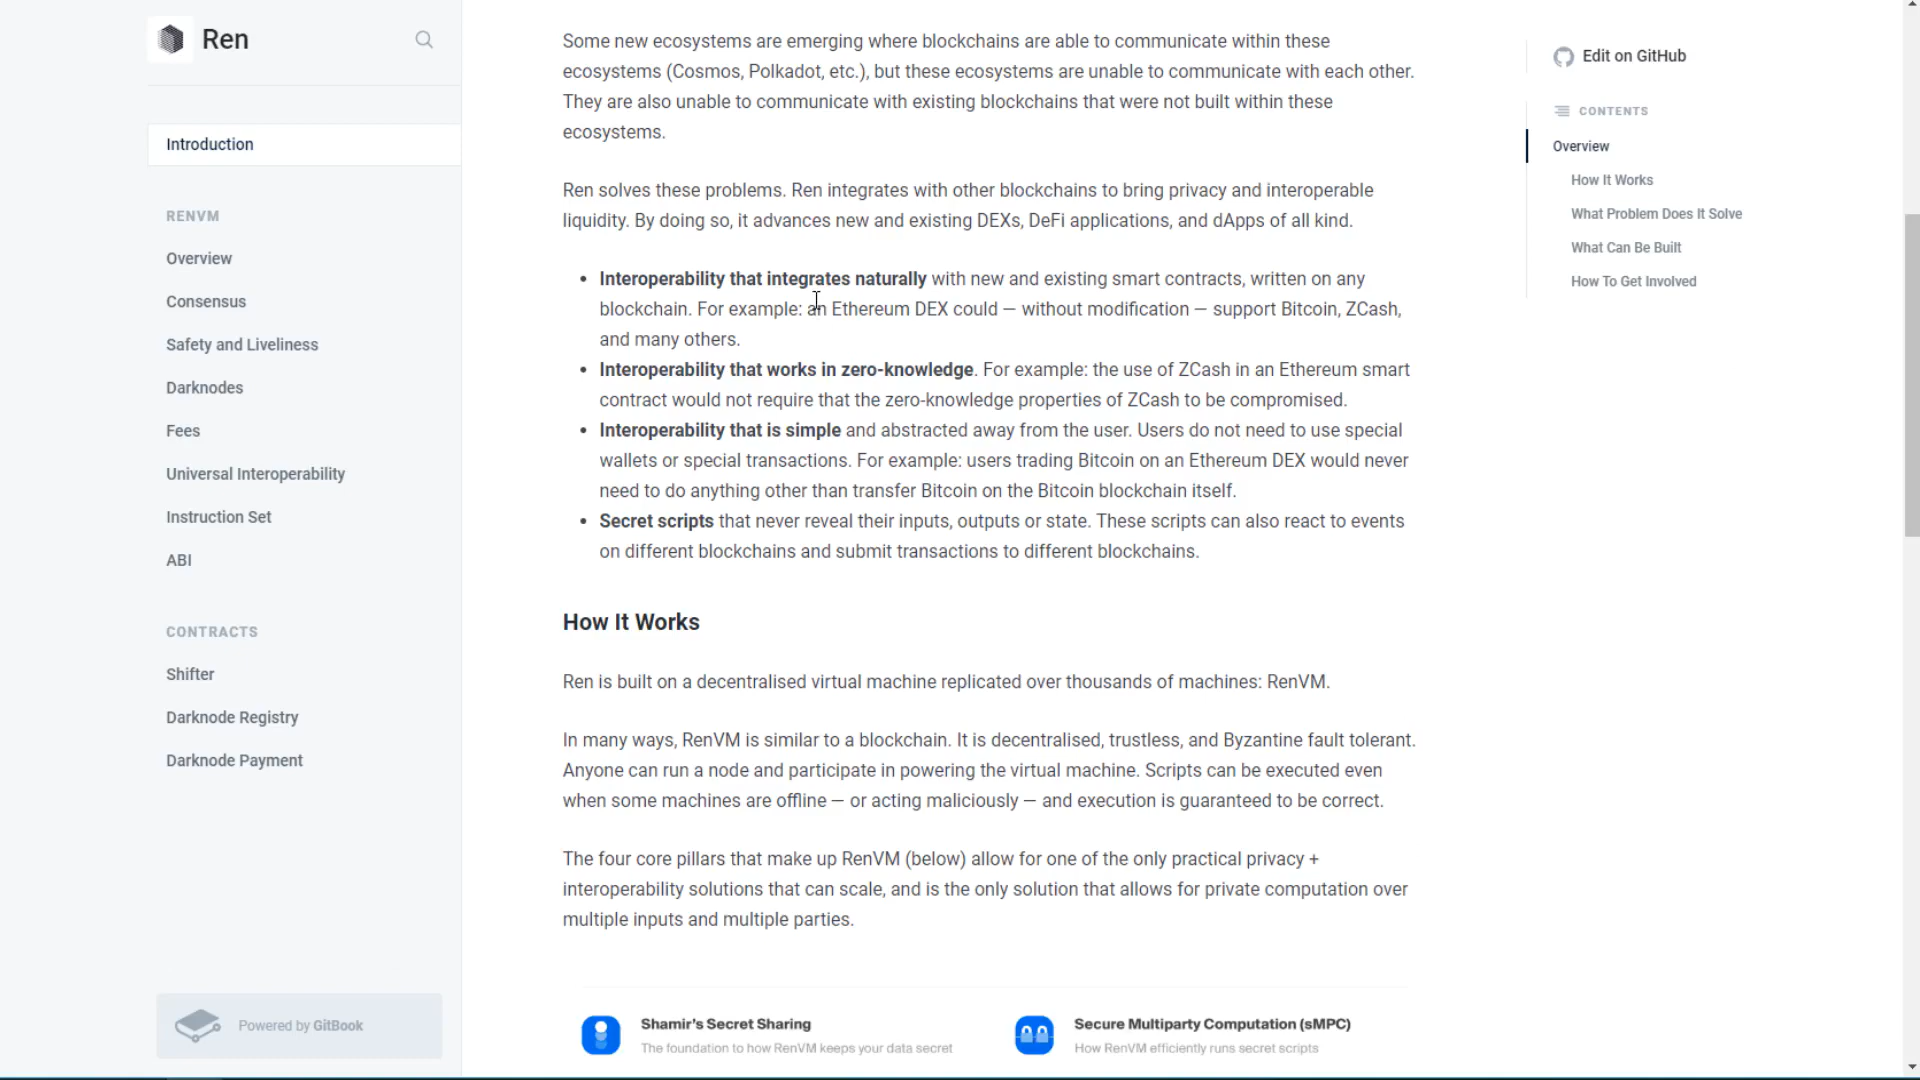 Ren
Introduction
RENVM
Overview
Consensus
Safety and Liveliness
Darknodes
Fees
Universal Interoperability
Instruction Set
ABI
CONTRACTS
Shifter
Darknode Registry
Darknode Payment
Powered by GitBook
Some new ecosystems are emerging where blockchains are able to communicate within these
ecosystems (Cosmos, Polkadot, etc.), but these ecosystems are unable to communicate with each other.
They are also unable to communicate with existing blockchains that were not built within these
ecosystems.
Ren solves these problems. Ren integrates with other blockchains to bring privacy and interoperable
liquidity. By doing so, it advances new and existing DEXs, DeFi applications, and dApps of all kind.
• Interoperability that integrates naturally with new and existing smart contracts, written on any
blockchain. For example: an Ethereum DEX could — without modification — support Bitcoin, ZCash,
and many others.
• Interoperability that works in zero-knowledge. For example: the use of ZCash in an Ethereum smart
contract would not require that the zero-knowledge properties of ZCash to be compromised.
• Interoperability that is simple and abstracted away from the user. Users do not need to use special
wallets or special transactions. For example: users trading Bitcoin on an Ethereum DEX would never
need to do anything other than transfer Bitcoin on the Bitcoin blockchain itself.
• Secret scripts that never reveal their inputs, outputs or state. These scripts can also react to events
on different blockchains and submit transactions to different blockchains.
How It Works
Ren is built on a decentralised virtual machine replicated over thousands of machines: RenVM.
In many ways, RenVM is similar to a blockchain. It is decentralised, trustless, and Byzantine fault tolerant.
Anyone can run a node and participate in powering the virtual machine. Scripts can be executed even
when some machines are offline — or acting maliciously — and execution is guaranteed to be correct.
The four core pillars that make up RenVM (below) allow for one of the only practical privacy +
interoperability solutions that can scale, and is the only solution that allows for private computation over
multiple inputs and multiple parties.
Shamir's Secret Sharing
The foundation to how RenVM keeps your data secret
Secure Multiparty Computation (sMPC)
How RenVM efficiently runs secret scripts
Edit on GitHub
CONTENTS
Overview
How It Works
What Problem Does It Solve
What Can Be Built
How To Get Involved